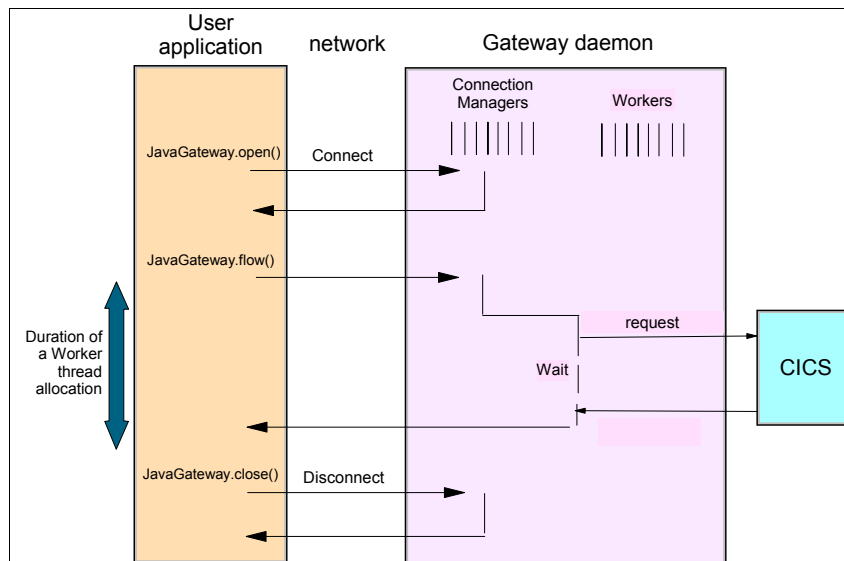 User
application
network
Gateway daemon
Connection
Managers
Workers
JavaGateway.open()
Connect
JavaGateway.flow()
request
Duration of
a Worker
thread
allocation
Wait
CICS
JavaGateway.close()
Disconnect